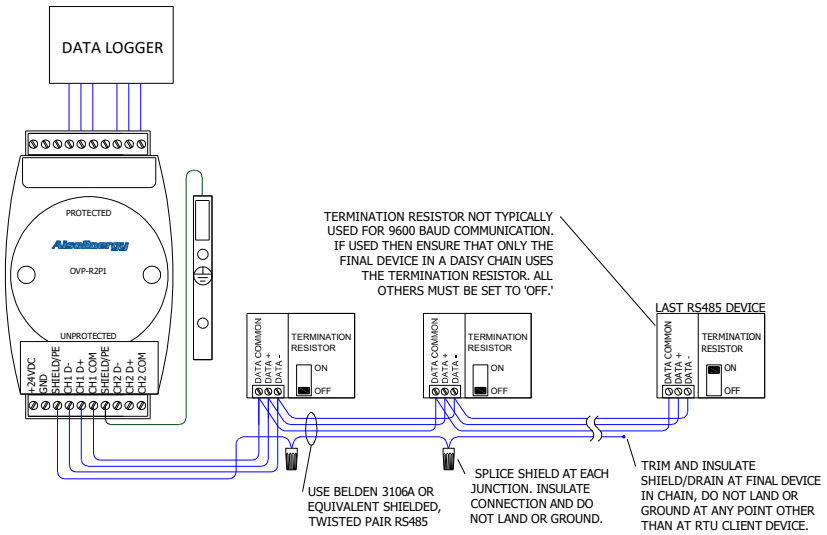 DATA LOGGER
PROTECTED
AlsoEnergy
OVP-R2P1
UNPROTECTED
+24VDC
GND
SHIELD/PE
CH1 D-
CH1 D+
CH1 COM
SHIELD/PE
CH2 D-
CH2 D+
CH2 COM
TERMINATION RESISTOR NOT TYPICALLY
USED FOR 9600 BAUD COMMUNICATION.
IF USED THEN ENSURE THAT ONLY THE
FINAL DEVICE IN A DAISY CHAIN USES
THE TERMINATION RESISTOR. ALL
OTHERS MUST BE SET TO 'OFF.'
DATA COMMON
DATA +
DATA -
TERMINATION
RESISTOR
ON
OFF
DATA COMMON
DATA +
DATA -
TERMINATION
RESISTOR
ON
OFF
LAST RS485 DEVICE
DATA COMMON
DATA +
DATA -
TERMINATION
RESISTOR
ON
OFF
USE BELDEN 3106A OR
EQUIVALENT SHIELDED,
TWISTED PAIR RS485
SPLICE SHIELD AT EACH
JUNCTION. INSULATE
CONNECTION AND DO
NOT LAND OR GROUND.
TRIM AND INSULATE
SHIELD/DRAIN AT FINAL DEVICE
IN CHAIN, DO NOT LAND OR
GROUND AT ANY POINT OTHER
THAN AT RTU CLIENT DEVICE.